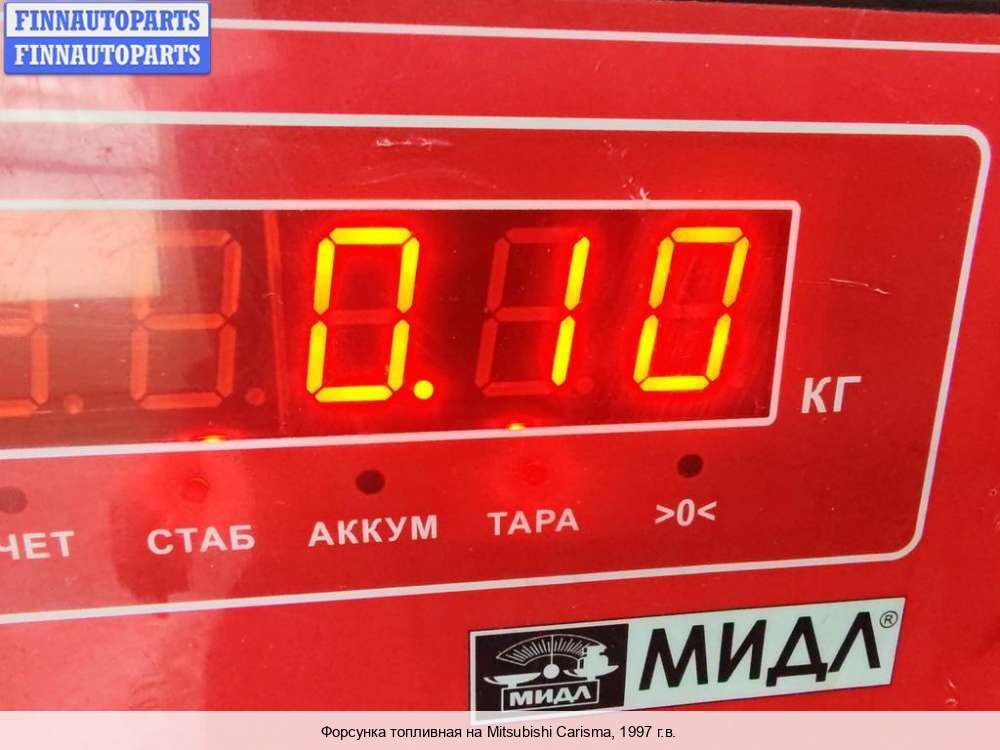 FINNAUTOPARTS
FINNAUTOPARTS
0.10
КГ
ЧЕТ СТАБ АККУМ ТАРА >0<
МИДЛ МИДЛ®
Форсунка топливная на Mitsubishi Carisma, 1997 г.в.